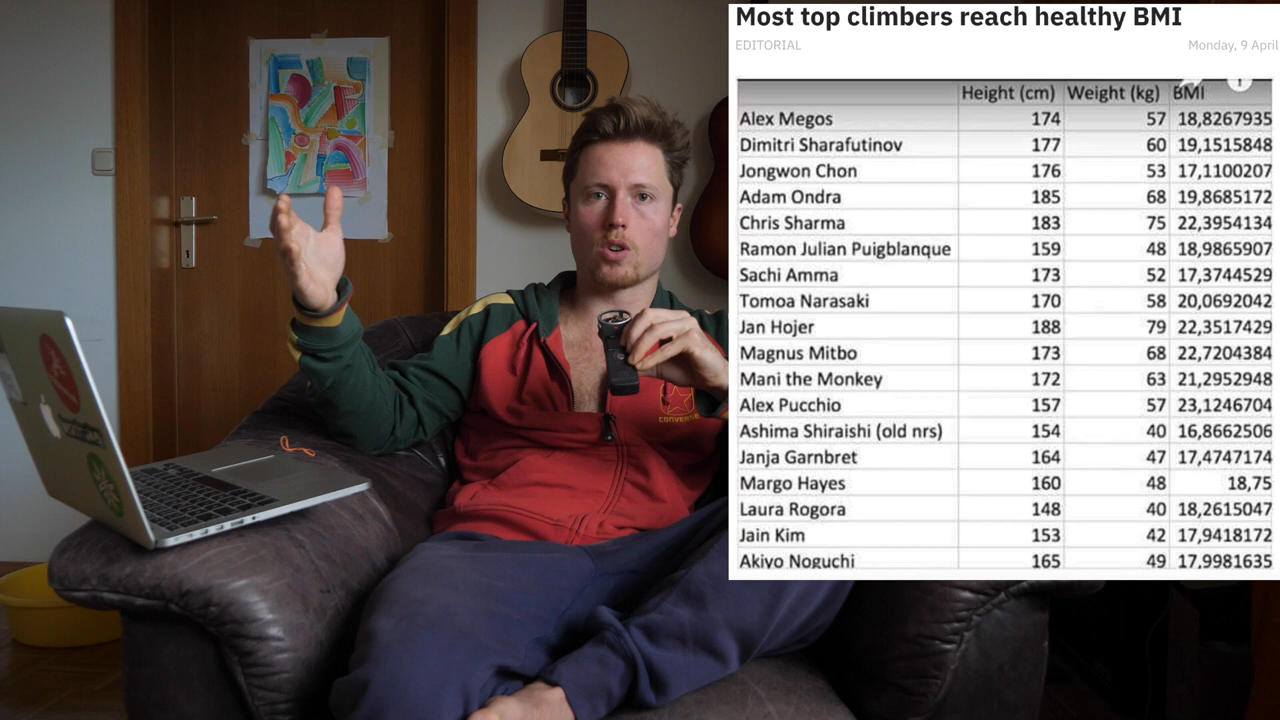 Most top climbers reach healthy BMI
EDITORIAL Monday, 9 April
Height (cm) Weight (kg) BMI
Alex Megos 174 57 18,8267935
Dimitri Sharafutinov 177 60 19,1515848
Jongwon Chon 176 53 17,1100207
Adam Ondra 185 68 19,8685172
Chris Sharma 183 75 22,3954134
Ramon Julian Puigblanque 159 48 18,9865907
Sachi Amma 173 52 17,3744529
Tomoa Narasaki 170 58 20,0692042
Jan Hojer 188 79 22,3517429
Magnus Mitbo 173 68 22,7204384
Mani the Monkey 172 63 21,2952948
Alex Pucchio 157 57 23,1246704
Ashima Shiraishi (old nrs) 154 40 16,8662506
Janja Garnbret 164 47 17,4747174
Margo Hayes 160 48 18,75
Laura Rogora 148 40 18,2615047
Jain Kim 153 42 17,9418172
Akiyo Noguchi 165 49 17,9981635
CONVERSE